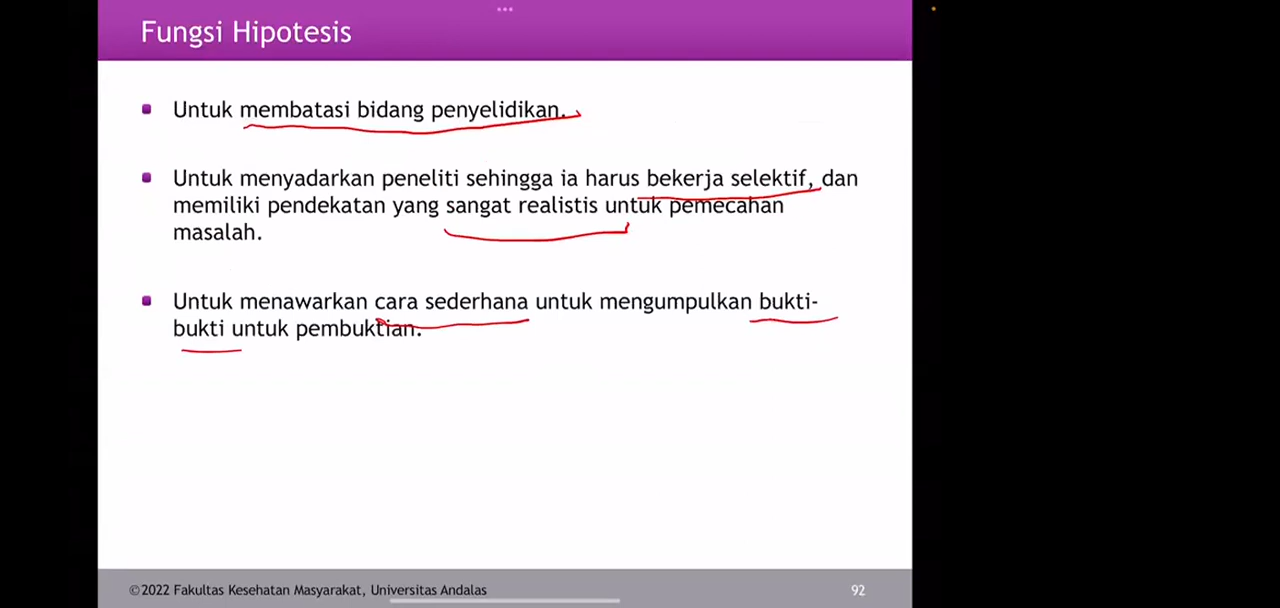 Fungsi Hipotesis
Untuk membatasi bidang penyelidikan.
Untuk menyadarkan peneliti sehingga ia harus bekerja selektif, dan
memiliki pendekatan yang sangat realistis untuk pemecahan
masalah.
Untuk menawarkan cara sederhana untuk mengumpulkan bukti-
bukti untuk pembuktian.
©2022 Fakultas Kesehatan Masyarakat, Universitas Andalas
92